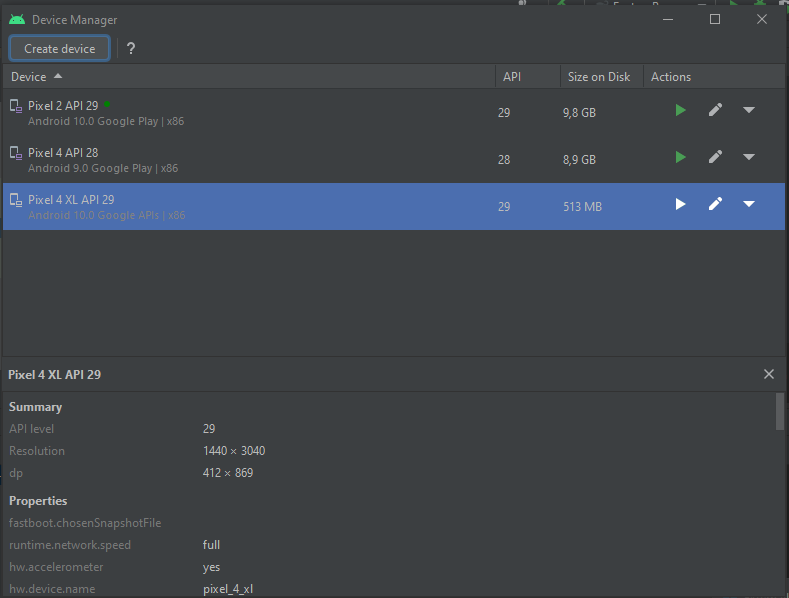 Device Manager
Create device ?
Device API Size on Disk Actions
Pixel 2 API 29
Android 10.0 Google Play | x86
29 9,8 GB
Pixel 4 API 28
Android 9.0 Google Play | x86
28 8,9 GB
Pixel 4 XL API 29
Android 10.0 Google APIs | x86
29 513 MB
Pixel 4 XL API 29
Summary
API level 29
Resolution 1440 × 3040
dp 412 × 869
Properties
fastboot.chosenSnapshotFile
runtime.network.speed full
hw.accelerometer yes
hw.device.name pixel_4_xl